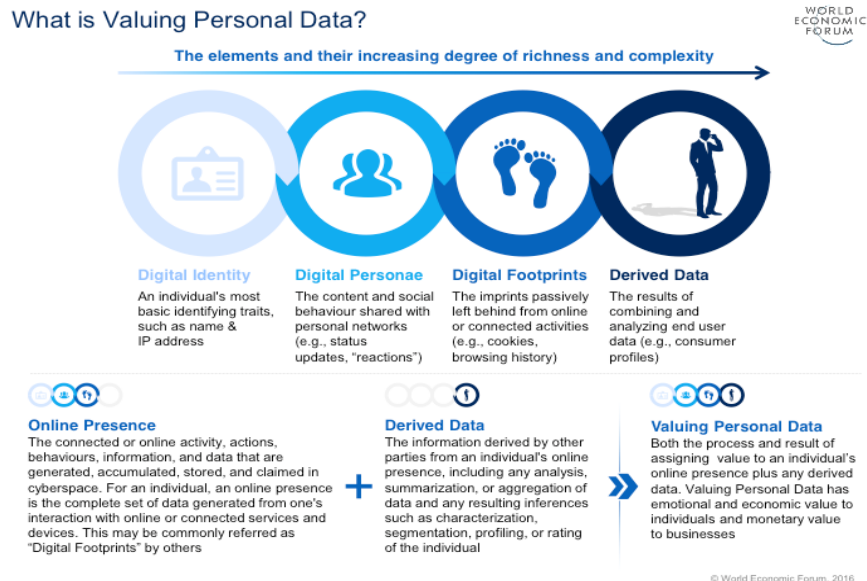 What is Valuing Personal Data?
WORLD
ECONOMIC
FORUM
The elements and their increasing degree of richness and complexity
Digital Identity
An individual's most
basic identifying traits,
such as name &
IP address
Digital Personae
The content and social
behaviour shared with
personal networks
(e.g., status
updates, “reactions”)
Digital Footprints
The imprints passively
left behind from online
or connected activities
(e.g., cookies,
browsing history)
Derived Data
The results of
combining and
analyzing end user
data (e.g., consumer
profiles)
Online Presence
The connected or online activity, actions,
behaviours, information, and data that are
generated, accumulated, stored, and claimed in
cyberspace. For an individual, an online presence
is the complete set of data generated from one's
interaction with online or connected services and
devices. This may be commonly referred as
“Digital Footprints” by others
+
Derived Data
The information derived by other
parties from an individual's online
presence, including any analysis,
summarization, or aggregation of
data and any resulting inferences
such as characterization,
segmentation, profiling, or rating
of the individual
Valuing Personal Data
Both the process and result of
assigning value to an individual's
online presence plus any derived
data. Valuing Personal Data has
emotional and economic value to
individuals and monetary value
to businesses
© World Economic Forum, 2016